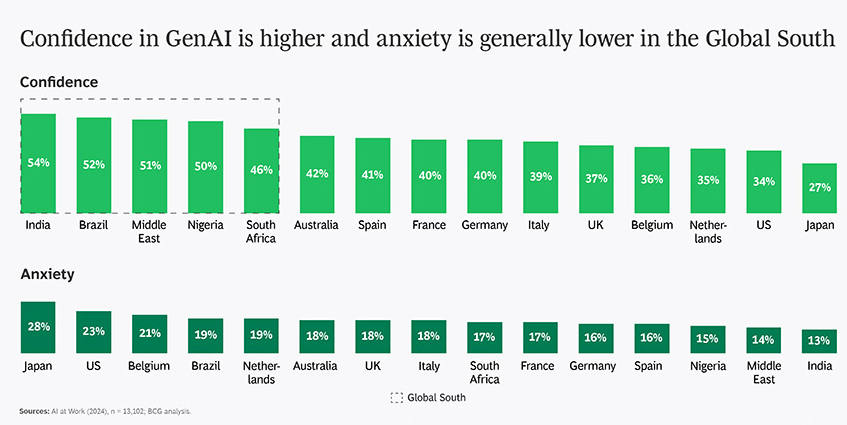 Confidence in GenAI is higher and anxiety is generally lower in the Global South
Confidence
54% 52% 51% 50% 46% 42% 41% 40% 40% 39% 37% 36% 35% 34% 27%
India Brazil Middle Nigeria South Australia Spain France Germany Italy UK Belgium Nether- US Japan
East Africa lands
Anxiety
28% 23% 21% 19% 19% 18% 18% 18% 17% 17% 16% 16% 15% 14% 13%
Japan US Belgium Brazil Nether- Australia UK Italy South France Germany Spain Nigeria Middle India
lands Africa East
Global South
Sources: AI at Work (2024), n = 13,102; BCG analysis.